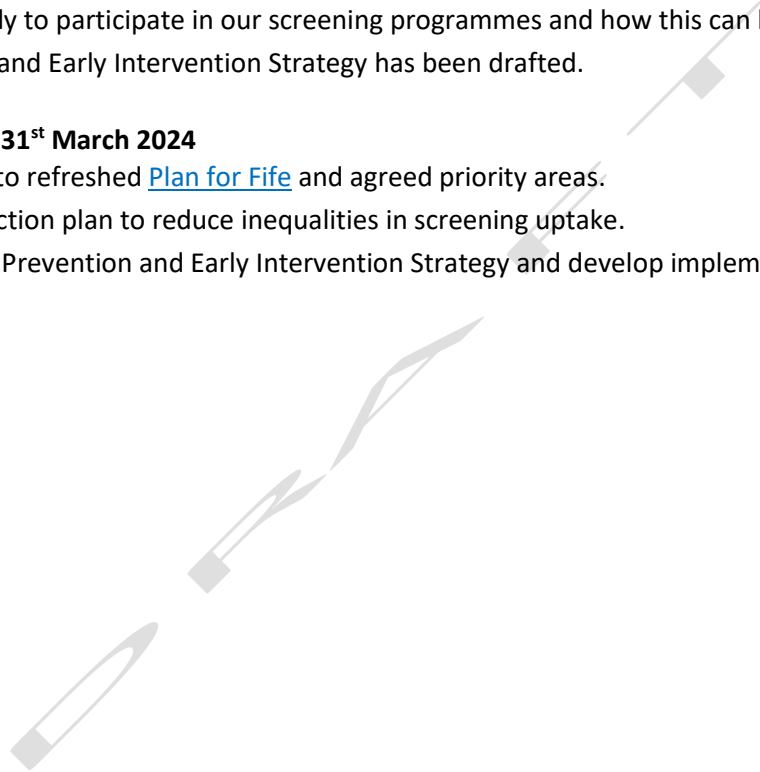 ly to participate in our screening programmes and how this can
and Early Intervention Strategy has been drafted.
31st March 2024
to refreshed Plan for Fife and agreed priority areas.
ction plan to reduce inequalities in screening uptake.
Prevention and Early Intervention Strategy and develop implem